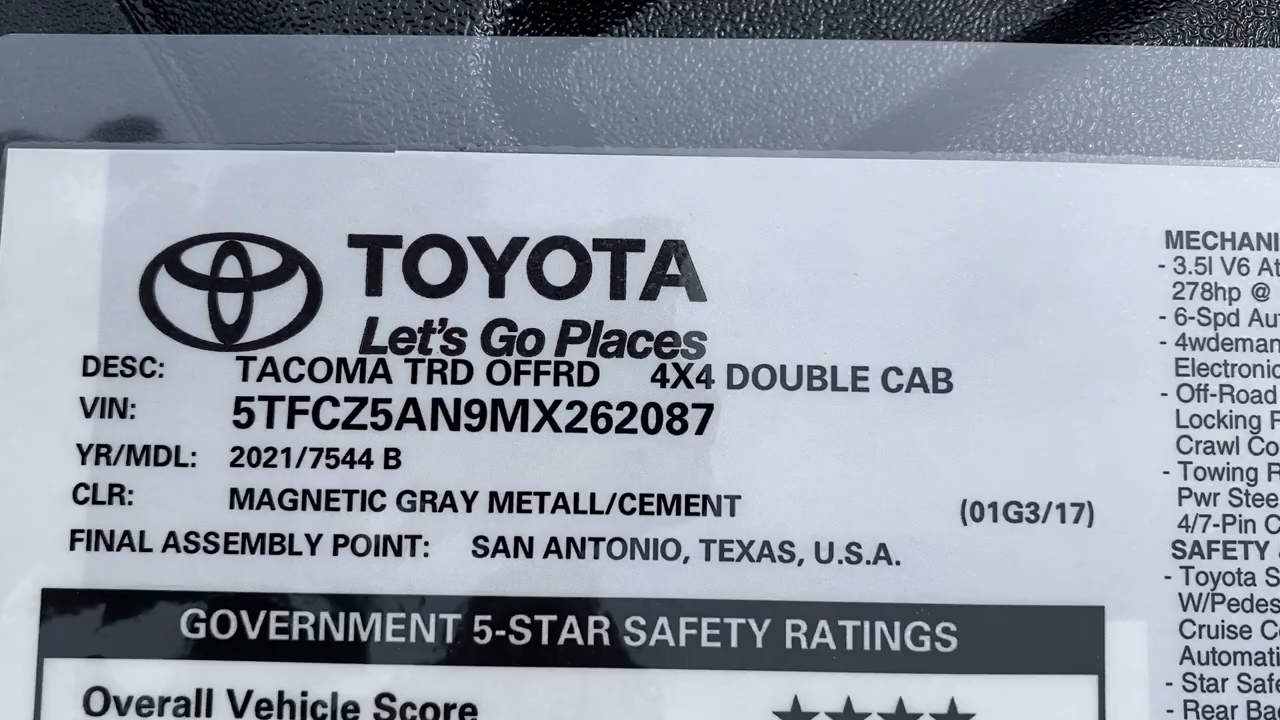 TOYOTA
Let's Go Places
DESC: TACOMA TRD OFFRD 4X4 DOUBLE CAB
VIN: 5TFCZ5AN9MX262087
YR/MDL: 2021/7544 B
CLR: MAGNETIC GRAY METALL/CEMENT (01G3/17)
FINAL ASSEMBLY POINT: SAN ANTONIO, TEXAS, U.S.A.
GOVERNMENT 5-STAR SAFETY RATINGS
Overall Vehicle Score ★★★★
MECHANI
- 3.5l V6 At
278hp @
- 6-Spd Au
- 4wdeman
Electronic
- Off-Road
Locking
Crawl Co
- Towing
Pwr Stee
4/7-Pin
SAFETY
- Toyota S
W/Pedes
Cruise C
Automati
- Star Safe
- Rear Ba